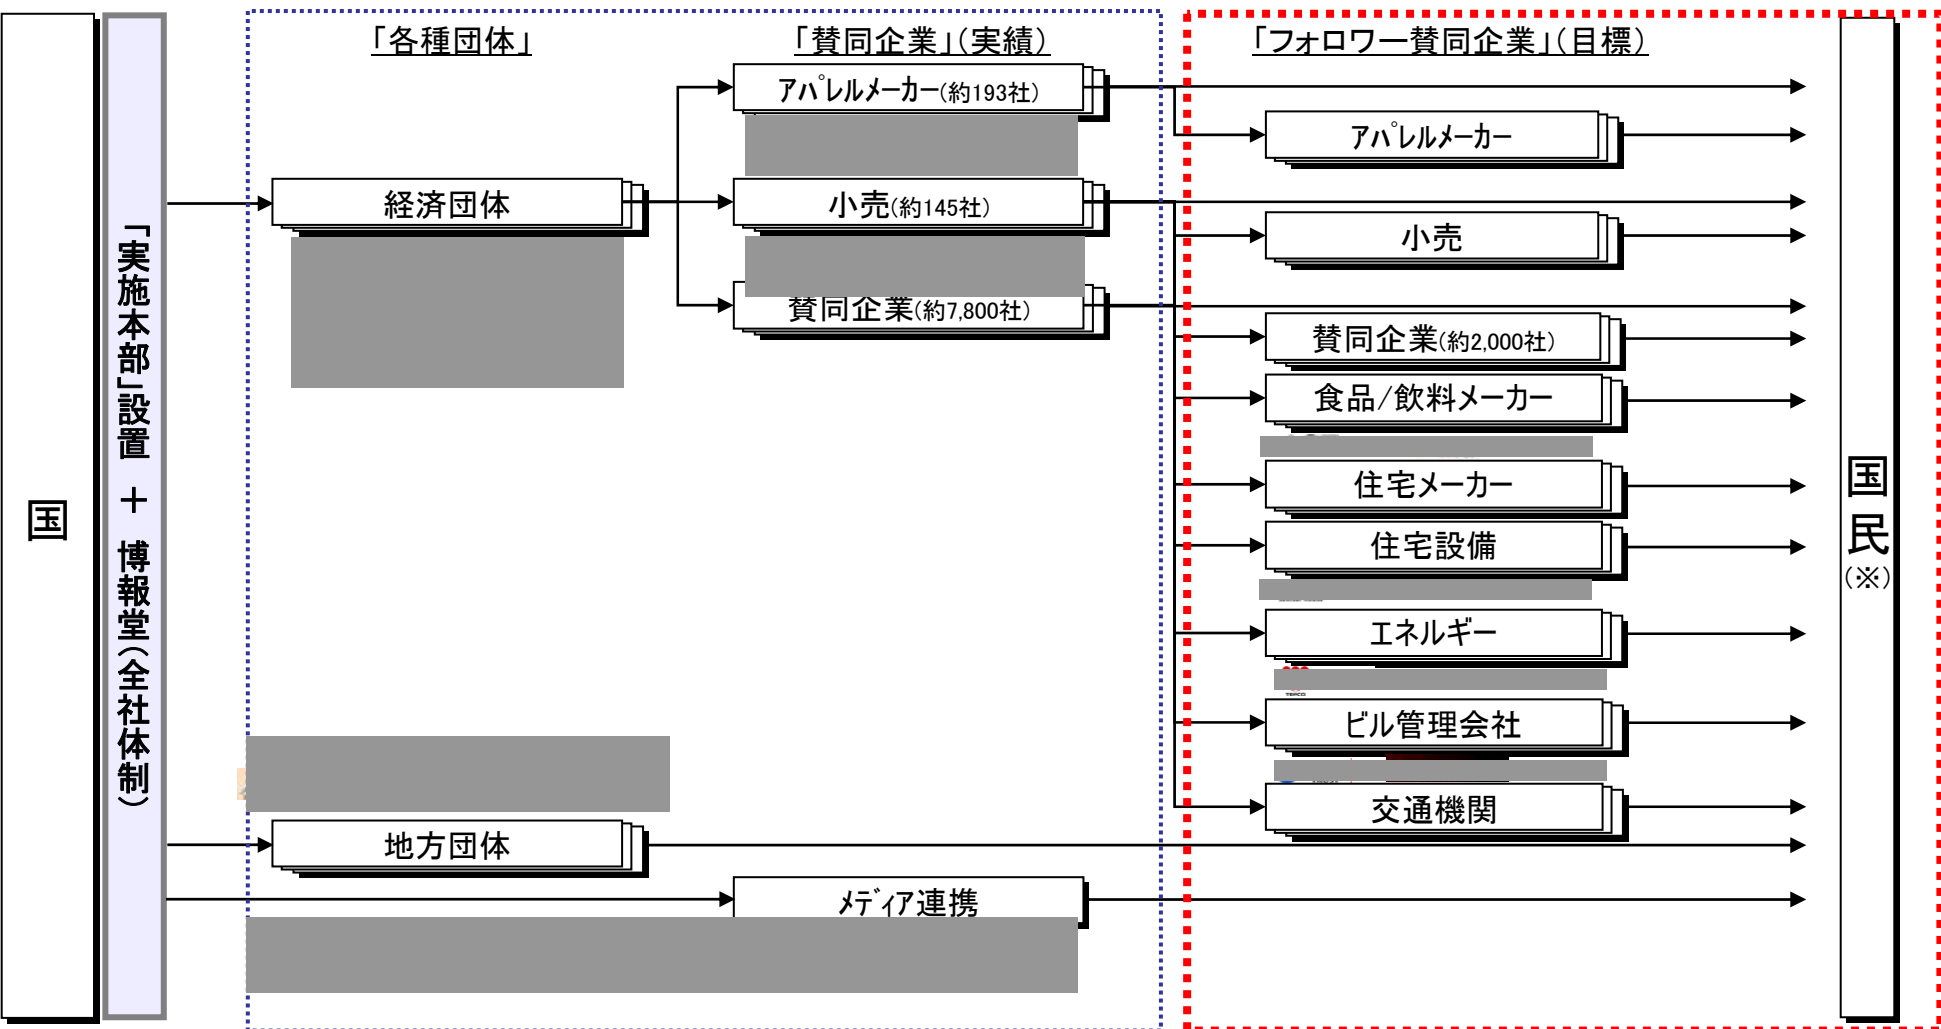 「各種団体」
「賛同企業」(実績)
「フォロワー賛同企業」(目標)
国
「実施本部」設置 ＋ 博報堂(全社体制)
経済団体
地方団体
アパレルメーカー(約193社)
小売(約145社)
賛同企業(約7,800社)
メディア連携
アパレルメーカー
小売
賛同企業(約2,000社)
食品/飲料メーカー
住宅メーカー
住宅設備
エネルギー
TEPCO
ビル管理会社
交通機関
国民
(※)